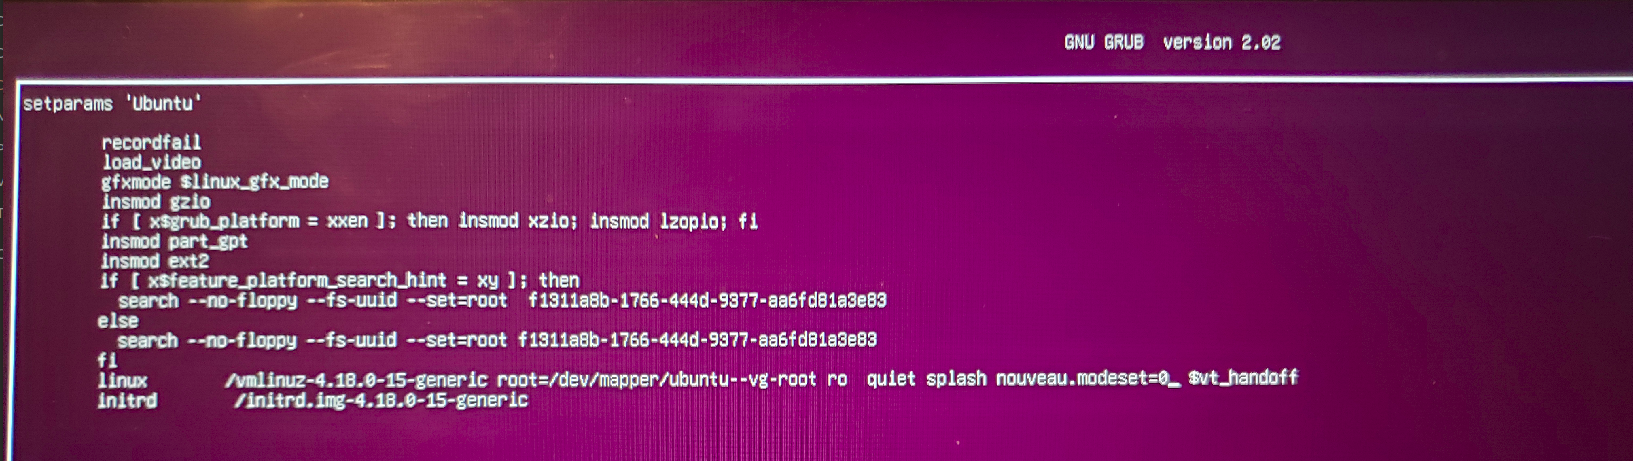 GNU GRUB  version 2.02
setparams 'Ubuntu'
recordfail
load_video
gfxmode $linux_gfx_mode
insmod gzio
if [ x$grub_platform = xxen ]; then insmod xzio; insmod lzopio; fi
insmod part_gpt
insmod ext2
if [ x$feature_platform_search_hint = xy ]; then
search --no-floppy --fs-uuid --set=root  f1311a8b-1766-444d-9377-aa6fd81a3e83
else
search --no-floppy --fs-uuid --set=root f1311a8b-1766-444d-9377-aa6fd81a3e83
fi
linux /vmlinuz-4.18.0-15-generic root=/dev/mapper/ubuntu--vg-root ro  quiet splash nouveau.modeset=0_ $vt_handoff
initrd /initrd.img-4.18.0-15-generic